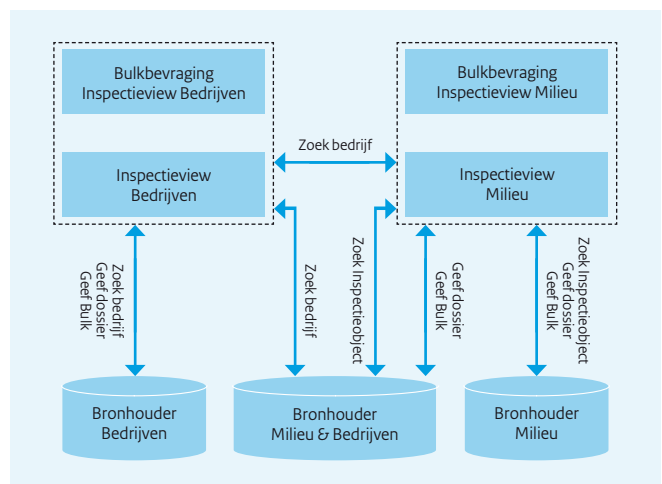 Bulkbevraging
Inspectieview Bedrijven
Bulkbevraging
Inspectieview Milieu
Zoek bedrijf
Inspectieview
Bedrijven
Inspectieview
Milieu
Zoek bedrijf
Geef dossier
Geef Bulk
Zoek bedrijf
Zoek Inspectieobject
Geef dossier
Geef Bulk
Zoek Inspectieobject
Geef dossier
Geef Bulk
Bronhouder
Bedrijven
Bronhouder
Milieu & Bedrijven
Bronhouder
Milieu